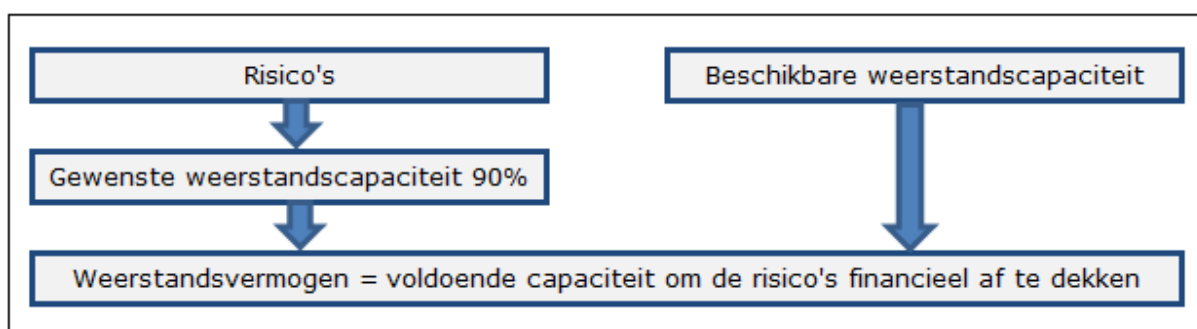 Risico's
Beschikbare weerstandscapaciteit
Gewenste weerstandscapaciteit 90%
Weerstandsvermogen = voldoende capaciteit om de risico's financieel af te dekken